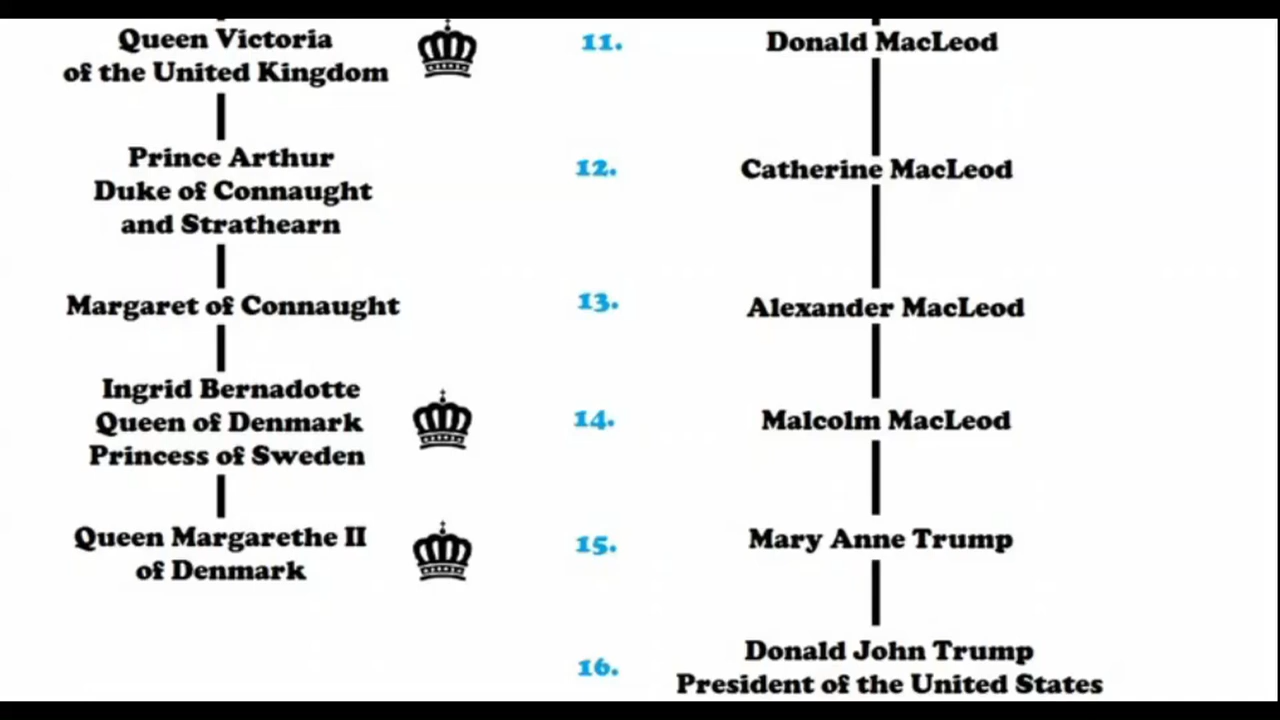 Queen Victoria
of the United Kingdom
11.
Donald MacLeod
Prince Arthur
Duke of Connaught
and Strathearn
12.
Catherine MacLeod
Margaret of Connaught
13.
Alexander MacLeod
Ingrid Bernadotte
Queen of Denmark
Princess of Sweden
14.
Malcolm MacLeod
Queen Margarethe II
of Denmark
15.
Mary Anne Trump
16.
Donald John Trump
President of the United States